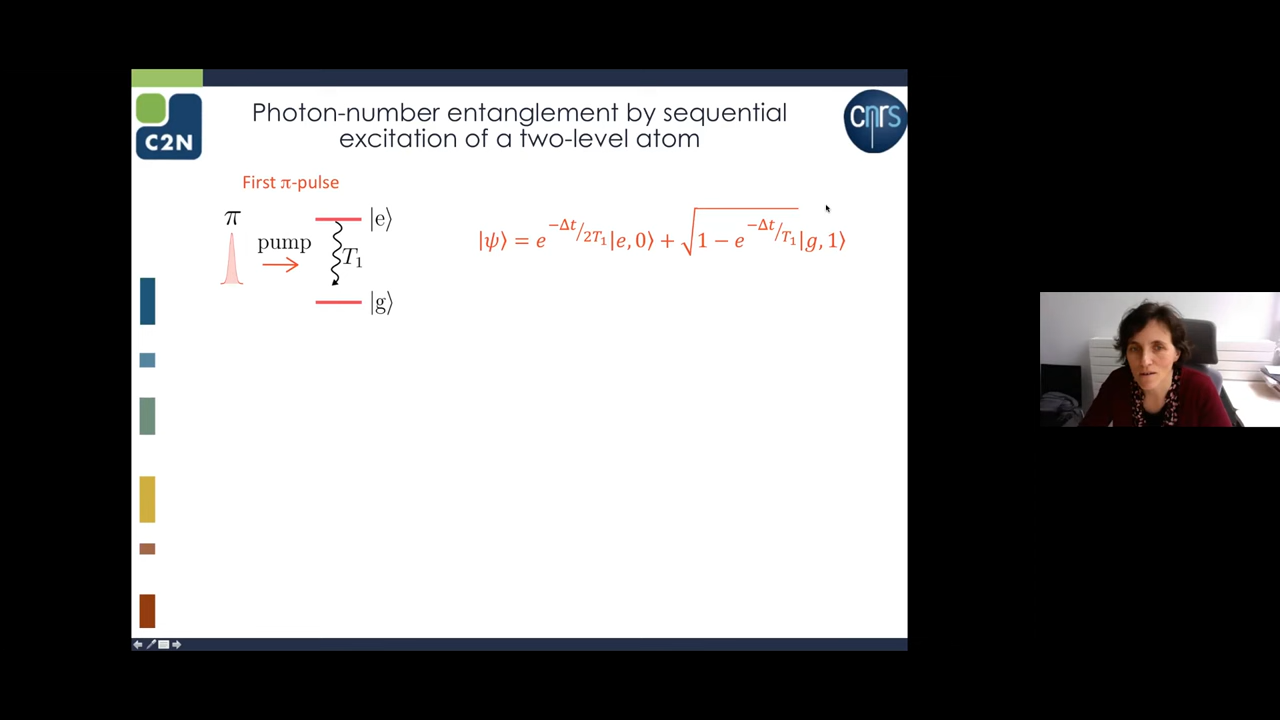 Photon-number entanglement by sequential
excitation of a two-level atom
C2N
cnrs
First π-pulse
π
pump
|e⟩
T₁
|g⟩
|ψ⟩ = e^{−Δt/2T₁}|e, 0⟩ + √(1 − e^{−Δt/T₁})|g, 1⟩